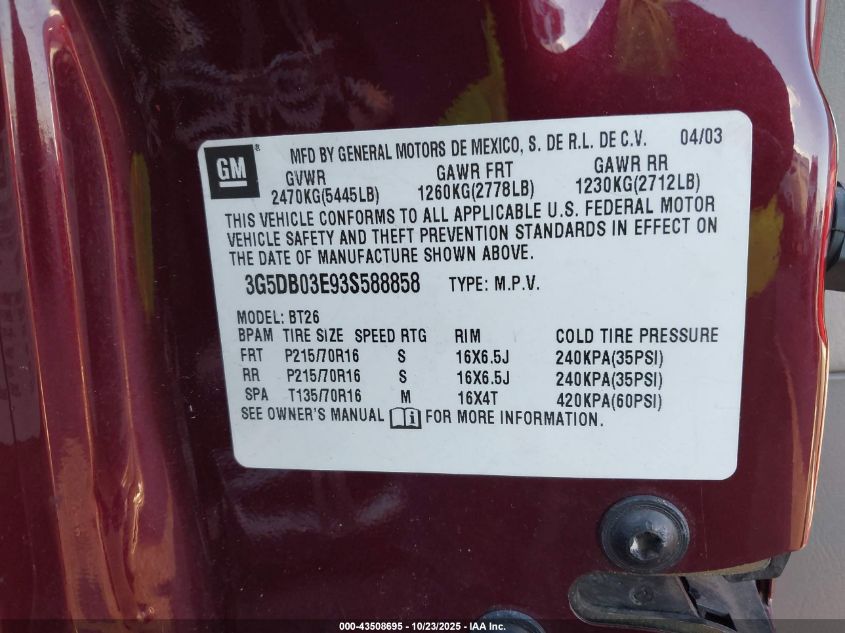 GM ® MFD BY GENERAL MOTORS DE MEXICO, S. DE R.L. DE C.V. 04/03
GVWR GAWR FRT GAWR RR
2470KG(5445LB) 1260KG(2778LB) 1230KG(2712LB)
THIS VEHICLE CONFORMS TO ALL APPLICABLE U.S. FEDERAL MOTOR
VEHICLE SAFETY AND THEFT PREVENTION STANDARDS IN EFFECT ON
THE DATE OF MANUFACTURE SHOWN ABOVE.
3G5DB03E93S588858 TYPE: M.P.V.
MODEL: BT26
BPAM TIRE SIZE SPEED RTG RIM COLD TIRE PRESSURE
FRT P215/70R16 S 16X6.5J 240KPA(35PSI)
RR P215/70R16 S 16X6.5J 240KPA(35PSI)
SPA T135/70R16 M 16X4T 420KPA(60PSI)
SEE OWNER'S MANUAL i FOR MORE INFORMATION.
000-43508695 - 10/23/2025 - IAA Inc.